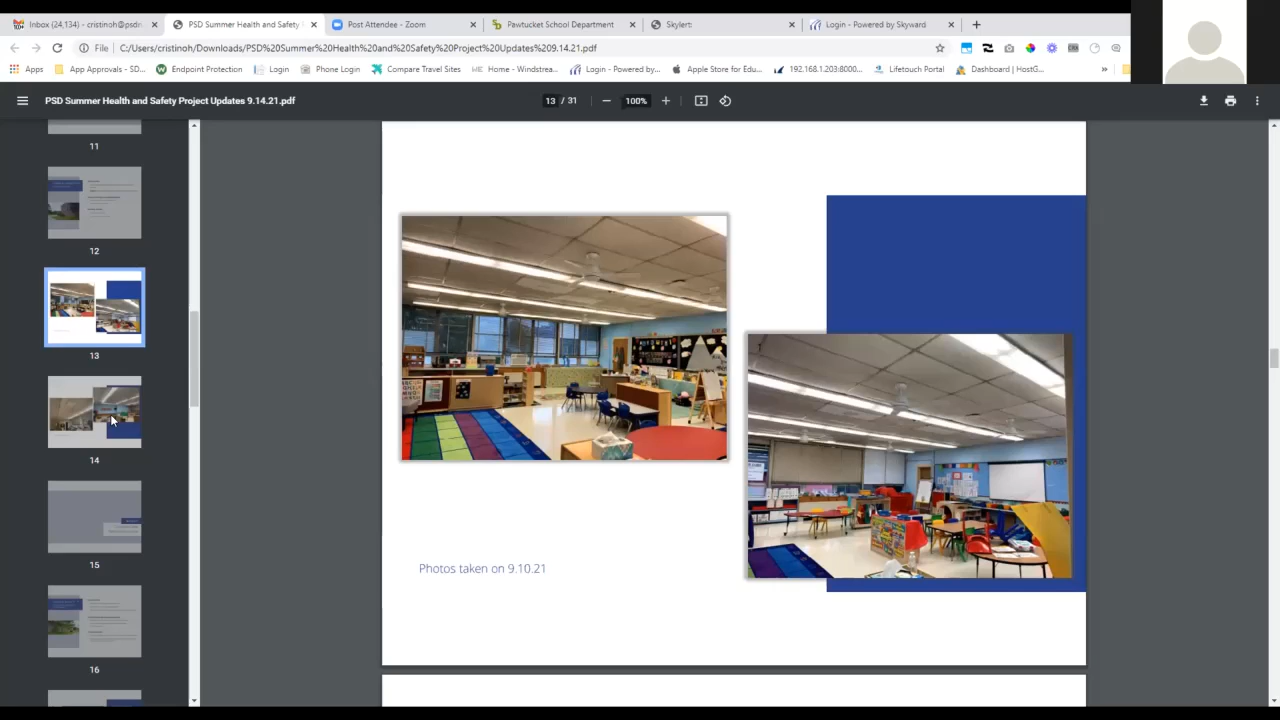 Inbox (24,134) - cristinoh@psdri
PSD Summer Health and Safety
Post Attendee - Zoom
Pawtucket School Department
Skylert:
Login - Powered by Skyward
File
C:/Users/cristinoh/Downloads/PSD%20Summer%20Health%20and%20Safety%20Project%20Updates%209.14.21.pdf
Apps
App Approvals - SD...
Endpoint Protection
Login
Phone Login
Compare Travel Sites
WE Home - Windstrea...
Login - Powered by...
Apple Store for Edu...
192.168.1.203:8000...
Lifetouch Portal
Dashboard | HostG...
»
PSD Summer Health and Safety Project Updates 9.14.21.pdf
13 / 31
100%
11
12
13
14
15
16
Photos taken on 9.10.21